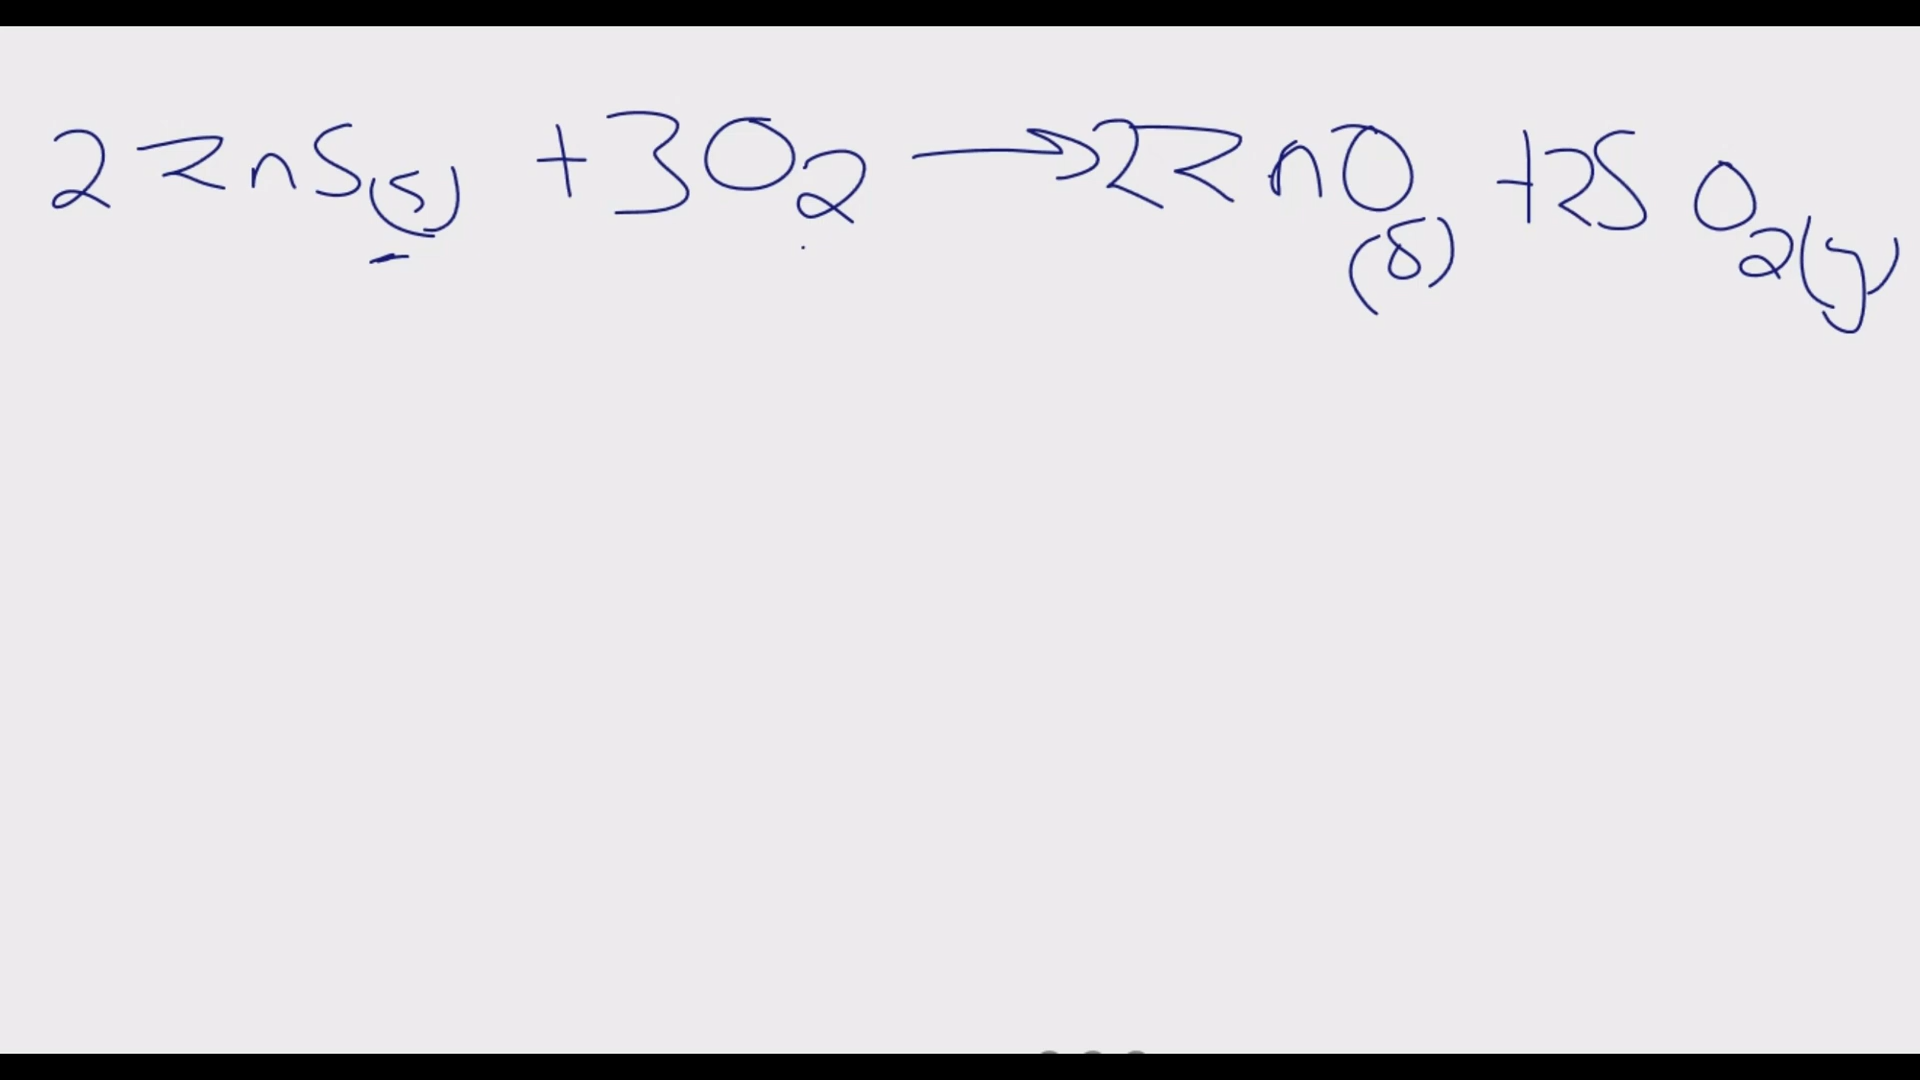 2ZnS(s) + 3O2 → 2ZnO(s) + 2SO2(g)